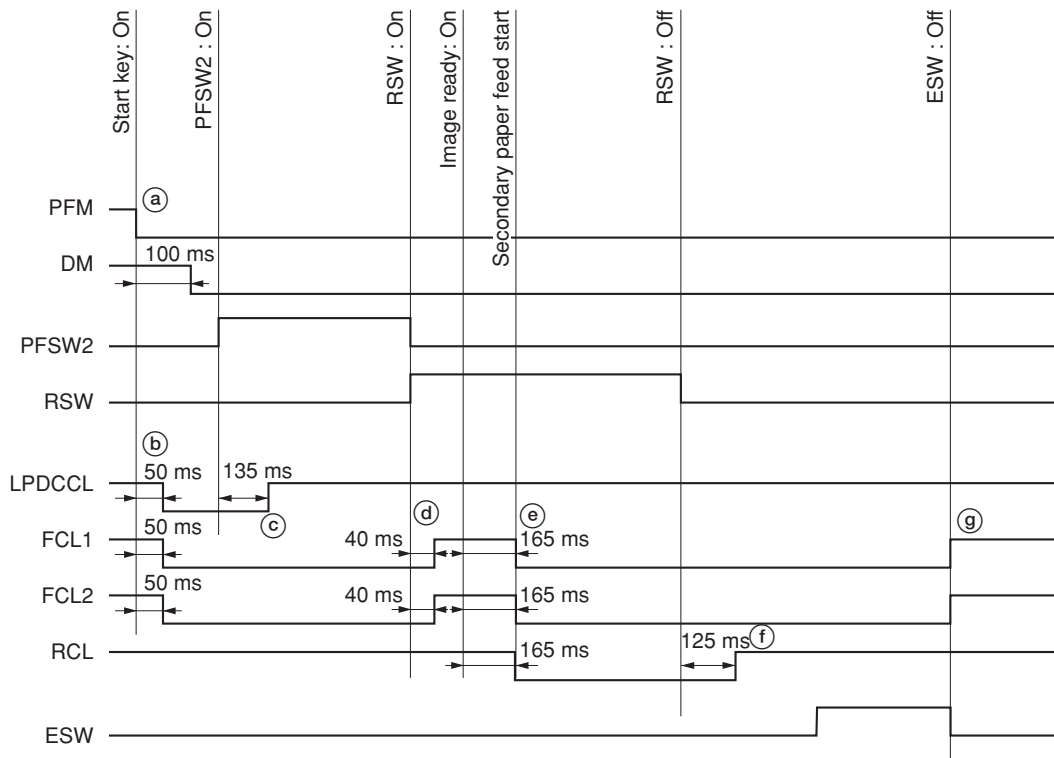 Start key: On
PFSW2 : On
RSW : On
Image ready: On
Secondary paper feed start
RSW : Off
ESW : Off
PFM
a
DM
100 ms
PFSW2
RSW
b
LPDCCL
50 ms
135 ms
c
d
e
g
FCL1
50 ms
40 ms
165 ms
FCL2
50 ms
40 ms
165 ms
RCL
165 ms
125 ms
f
ESW